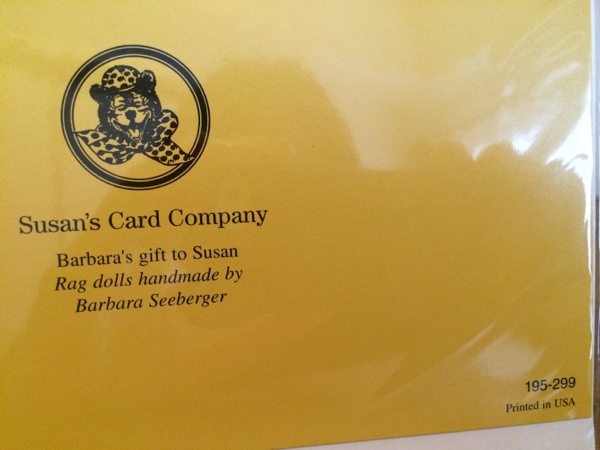 Susan's Card Company
Barbara's gift to Susan
Rag dolls handmade by
Barbara Seeberger
195-299
Printed in USA